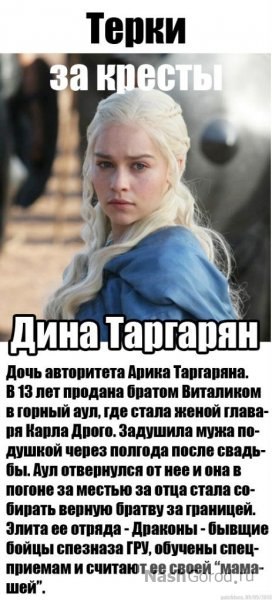 Терки
за кресты
Дина Таргарян
Дочь авторитета Арика Таргаряна.
В 13 лет продана братом Виталиком
в горный аул, где стала женой глава-
ря Карла Дрого. Задушила мужа по-
душкой через полгода после свадь-
бы. Аул отвернулся от нее и она в
погоне за местью за отца стала со-
бирать верную братву за границей.
Элита ее отряда - Драконы - бывщие
бойцы спезназа ГРУ, обучены спец-
приемам и считают ее своей “мама-
шей”.
NashGorod.ru